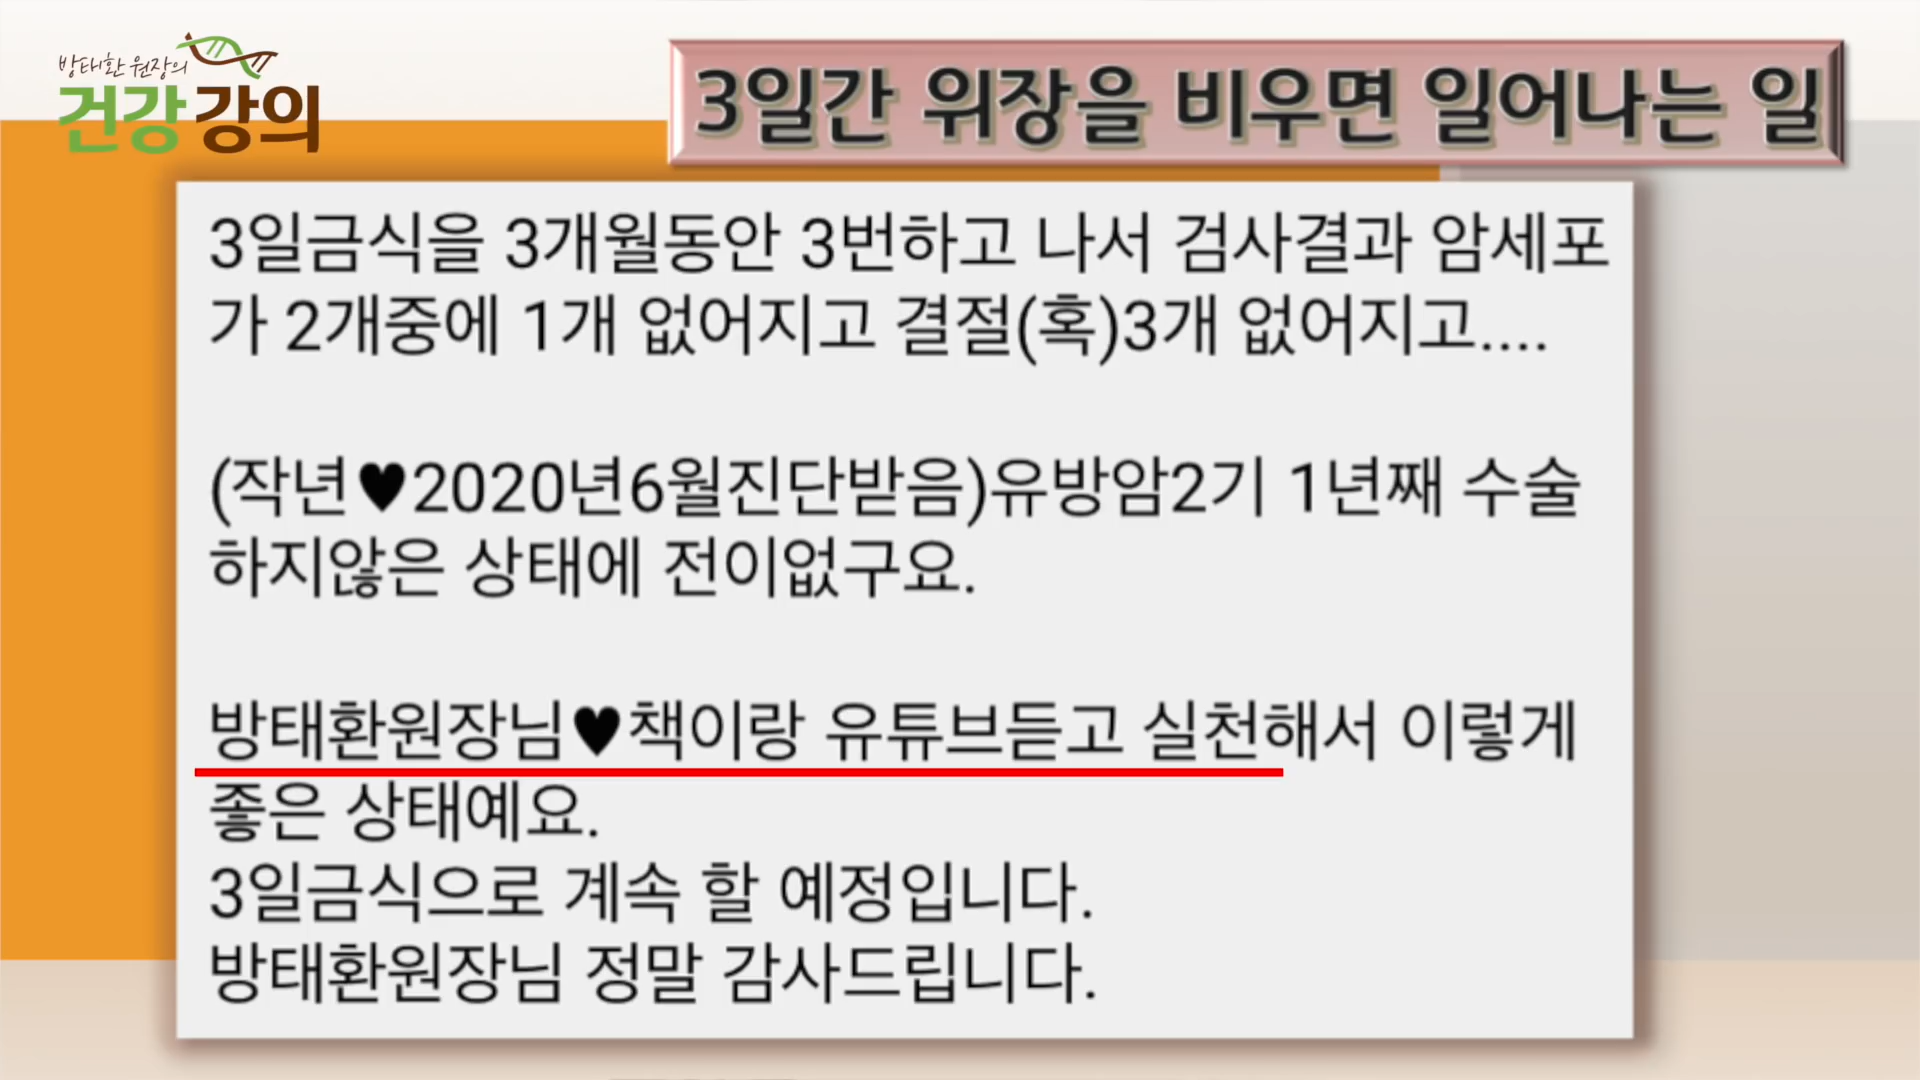 방태환 원장의
건강 강의
3일간 위장을 비우면 일어나는 일
3일금식을 3개월동안 3번하고 나서 검사결과 암세포
가 2개중에 1개 없어지고 결절(혹)3개 없어지고....
(작년♥2020년6월진단받음)유방암2기 1년째 수술
하지않은 상태에 전이없구요.
방태환원장님♥책이랑 유튜브듣고 실천해서 이렇게
좋은 상태예요.
3일금식으로 계속 할 예정입니다.
방태환원장님 정말 감사드립니다.